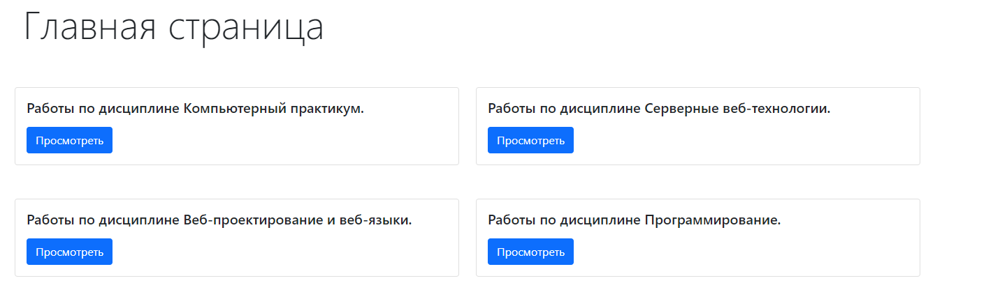 Главная страница
Работы по дисциплине Компьютерный практикум.
Просмотреть
Работы по дисциплине Серверные веб-технологии.
Просмотреть
Работы по дисциплине Веб-проектирование и веб-языки.
Просмотреть
Работы по дисциплине Программирование.
Просмотреть